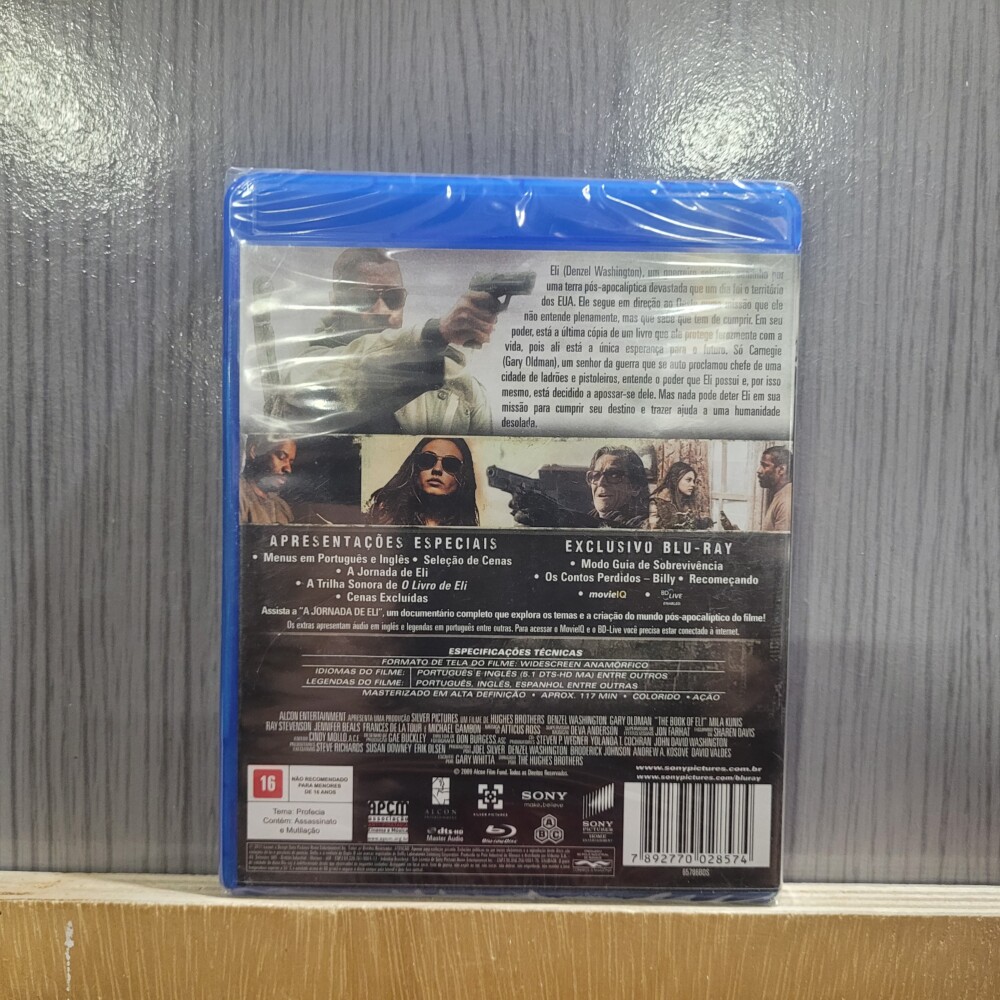 Eli (Denzel Washington), um guerreiro por
uma terra pós-apocalíptica devastada que um dia foi o território
dos EUA. Ele segue em direção ao que ele
não entende plenamente, mas que sabe que tem de cumprir. Em seu
poder, está a última cópia de um livro que ele protege com a
vida, pois ali está a única esperança para o futuro. Só Carnegie
(Gary Oldman), um senhor da guerra que se auto proclamou chefe de uma
cidade de ladrões e pistoleiros, entende o poder que Eli possui e, por isso
mesmo, está decidido a apossar-se dele. Mas nada pode deter Eli em sua
missão para cumprir seu destino e trazer ajuda a uma humanidade
desolada.
APRESENTAÇÕES ESPECIAIS
• Menus em Português e Inglês • Seleção de Cenas
• A Jornada de Eli
• A Trilha Sonora de O Livro de Eli
• Cenas Excluídas
EXCLUSIVO BLU-RAY
• Modo Guia de Sobrevivência
• Os Contos Perdidos – Billy • Recomeçando
• movieIQ • BD LIVE
Assista a "A JORNADA DE ELI", um documentário completo que explora os temas e a criação do mundo pós-apocalíptico do filme!
Os extras apresentam áudio em inglês e legendas em português entre outras. Para acessar o MovieIQ e o BD-Live você precisa estar conectado à internet.
ESPECIFICAÇÕES TÉCNICAS
FORMATO DE TELA DO FILME: WIDESCREEN ANAMÓRFICO
IDIOMAS DO FILME: PORTUGUÊS E INGLÊS (5.1 DTS-HD MA) ENTRE OUTROS
LEGENDAS DO FILME: PORTUGUÊS, INGLÊS, ESPANHOL ENTRE OUTRAS
MASTERIZADO EM ALTA DEFINIÇÃO • APROX. 117 MIN • COLORIDO • AÇÃO
ALCON ENTERTAINMENT APRESENTA UMA PRODUÇÃO SILVER PICTURES UM FILME DE HUGHES BROTHERS DENZEL WASHINGTON GARY OLDMAN "THE BOOK OF ELI" MILA KUNIS
RAY STEVENSON JENNIFER BEALS FRANCES DE LA TOUR E MICHAEL GAMBON ATTICUS ROSS DEVA ANDERSON JON FARHAT SHAREN DAVIS
CINDY MOLLO, A.C.E. GAE BUCKLEY DON BURGESS ASC STEVEN P. WEGNER YOLANDA T. COCHRAN JOHN DAVID WASHINGTON
STEVE RICHARDS SUSAN DOWNEY ERIK OLSEN JOEL SILVER DENZEL WASHINGTON BRODERICK JOHNSON ANDREW A. KOSOVE DAVID VALDES
ESCRITO POR GARY WHITTA DIRIGIDO POR THE HUGHES BROTHERS
© 2009 Alcon Film Fund. Todos os Direitos Reservados.
www.sonypictures.com.br
www.sonypictures.com/bluray
16
NÃO RECOMENDADO
PARA MENORES
DE 16 ANOS
Tema: Profecia
Contém: Assassinato
e Mutilação
APCM
Cinema e Música
ALCON
SILVER PICTURES
SONY
make.believe
dts-HD
Master Audio
Blu-ray Disc
A B C
SONY
PICTURES
HOME
7 892770 028574
85706BDS